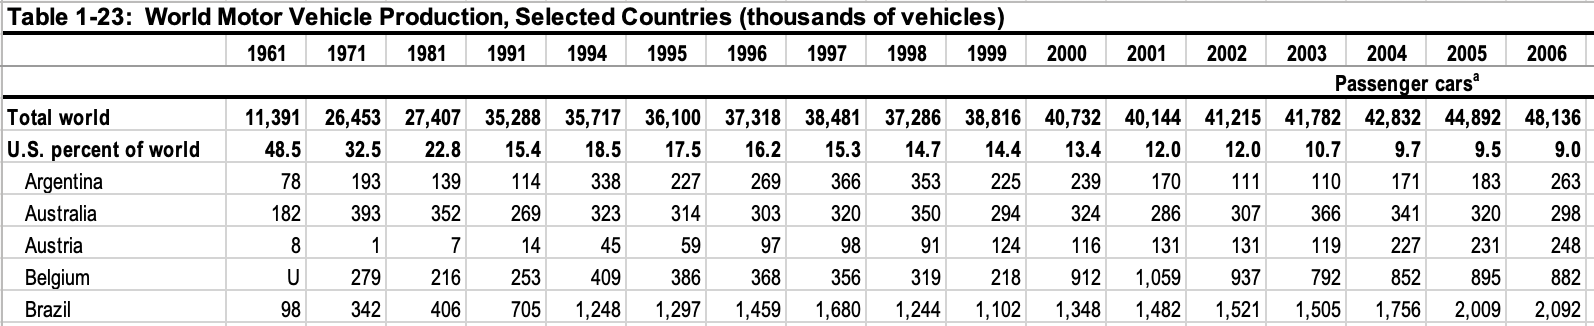 Table 1-23: World Motor Vehicle Production, Selected Countries (thousands of vehicles)
1961 1971 1981 1991 1994 1995 1996 1997 1998 1999 2000 2001 2002 2003 2004 2005 2006
Passenger carsᵃ
Total world 11,391 26,453 27,407 35,288 35,717 36,100 37,318 38,481 37,286 38,816 40,732 40,144 41,215 41,782 42,832 44,892 48,136
U.S. percent of world 48.5 32.5 22.8 15.4 18.5 17.5 16.2 15.3 14.7 14.4 13.4 12.0 12.0 10.7 9.7 9.5 9.0
Argentina 78 193 139 114 338 227 269 366 353 225 239 170 111 110 171 183 263
Australia 182 393 352 269 323 314 303 320 350 294 324 286 307 366 341 320 298
Austria 8 1 7 14 45 59 97 98 91 124 116 131 131 119 227 231 248
Belgium U 279 216 253 409 386 368 356 319 218 912 1,059 937 792 852 895 882
Brazil 98 342 406 705 1,248 1,297 1,459 1,680 1,244 1,102 1,348 1,482 1,521 1,505 1,756 2,009 2,092